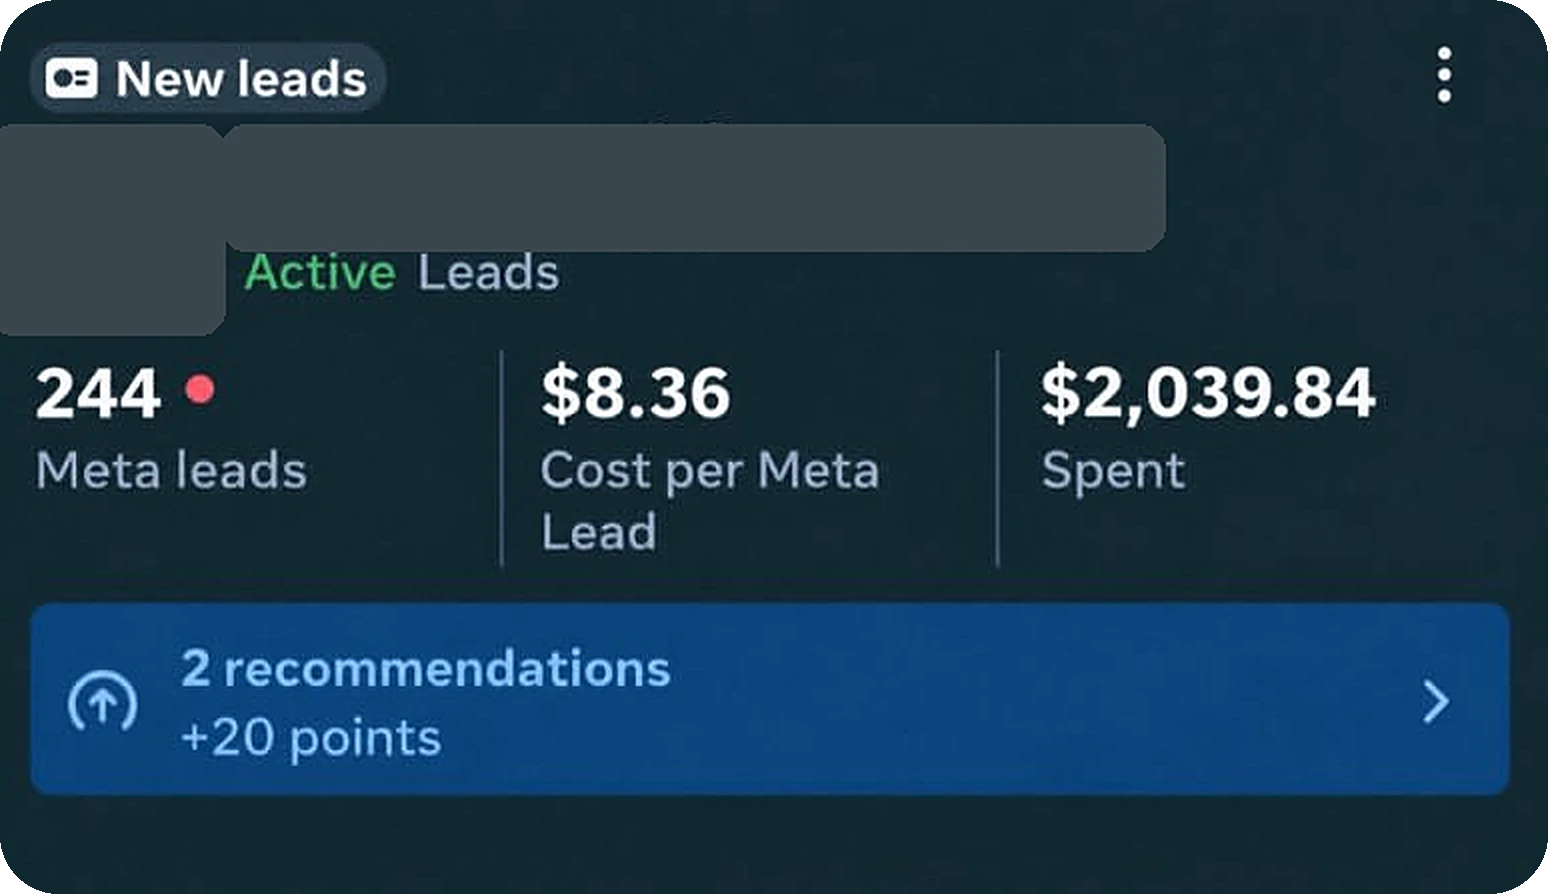 New leads
Active Leads
244
Meta leads
$8.36
Cost per Meta
Lead
$2,039.84
Spent
2 recommendations
+20 points